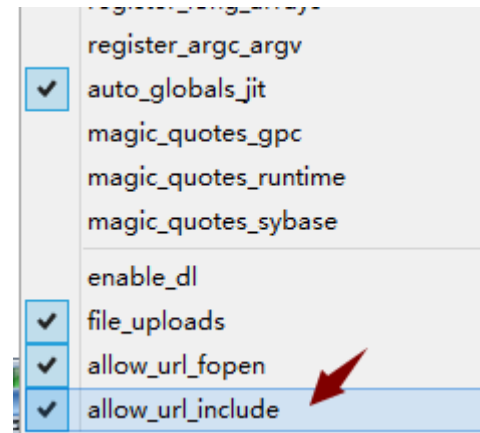 register_argc_argv
auto_globals_jit
magic_quotes_gpc
magic_quotes_runtime
magic_quotes_sybase
enable_dl
file_uploads
allow_url_fopen
allow_url_include